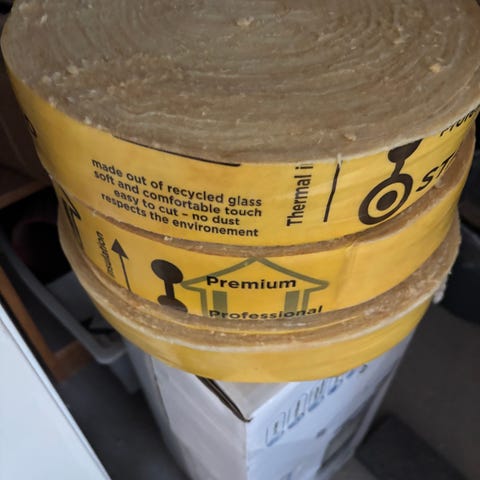 made out of recycled glass
soft and comfortable touch
easy to cut - no dust
respects the environement
Thermal i
ST
insulation
Premium
Professional